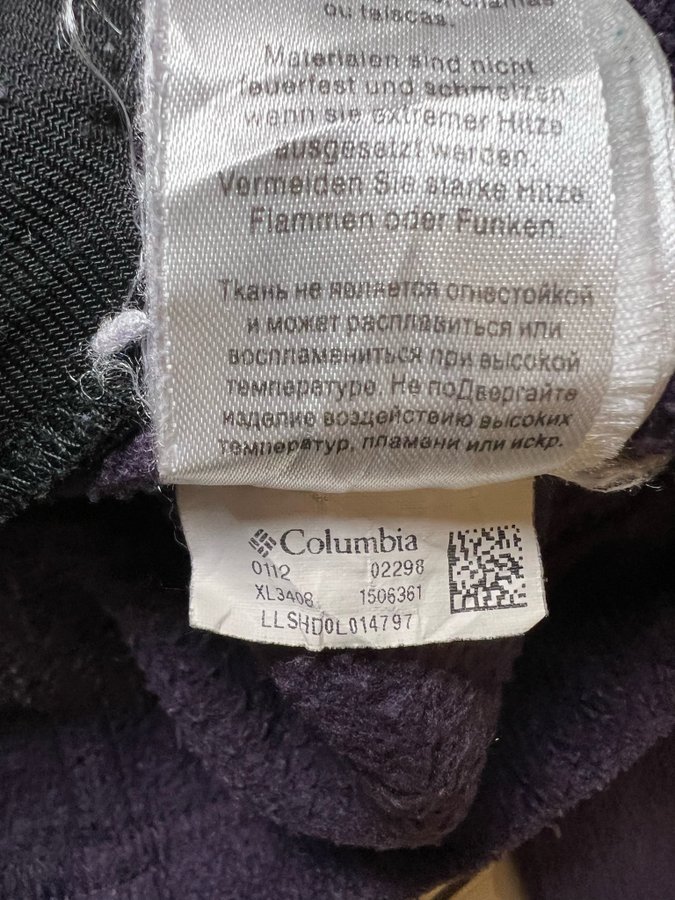 ou faíscas.
Materialen sind nicht
feuerfest und schmelzen,
wenn sie extremer Hitze
ausgesetzt werden.
Vermeiden Sie starke Hitze,
Flammen oder Funken.
Ткань не является огнестойкой
и может расплавиться или
воспламениться при высокой
температуре. Не поДвергайте
изделие воздействию высоких
температур, пламени или искр.
Columbia
0112 02298
XL3408 1506361
LLSHD0L014797